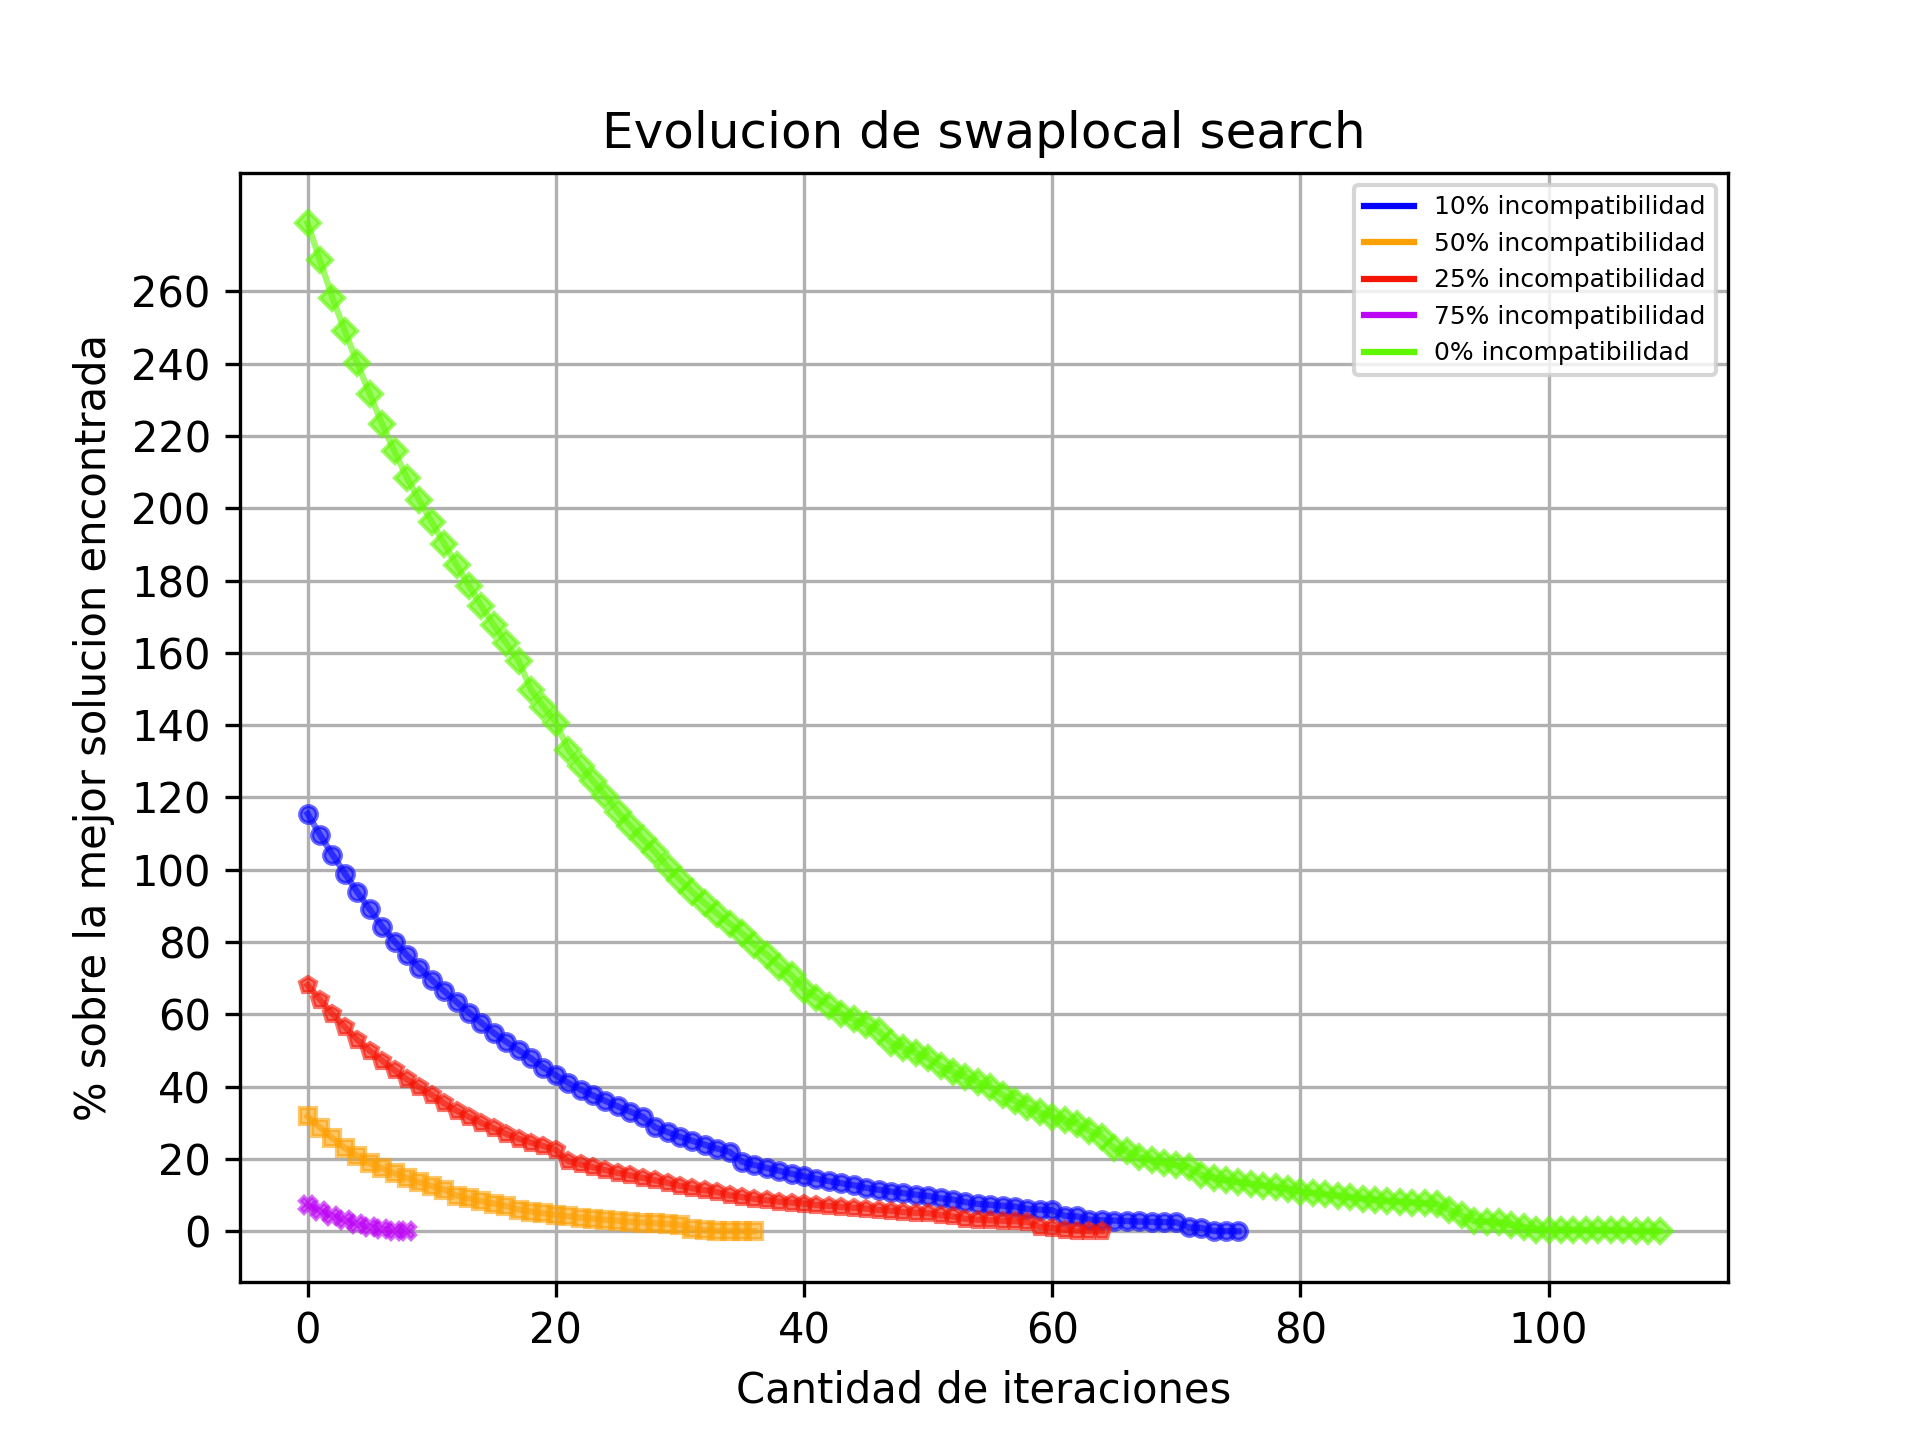 Evolucion de swaplocal search
10% incompatibilidad
50% incompatibilidad
25% incompatibilidad
75% incompatibilidad
0% incompatibilidad
% sobre la mejor solucion encontrada
260
240
220
200
180
160
140
120
100
80
60
40
20
0
0 20 40 60 80 100
Cantidad de iteraciones